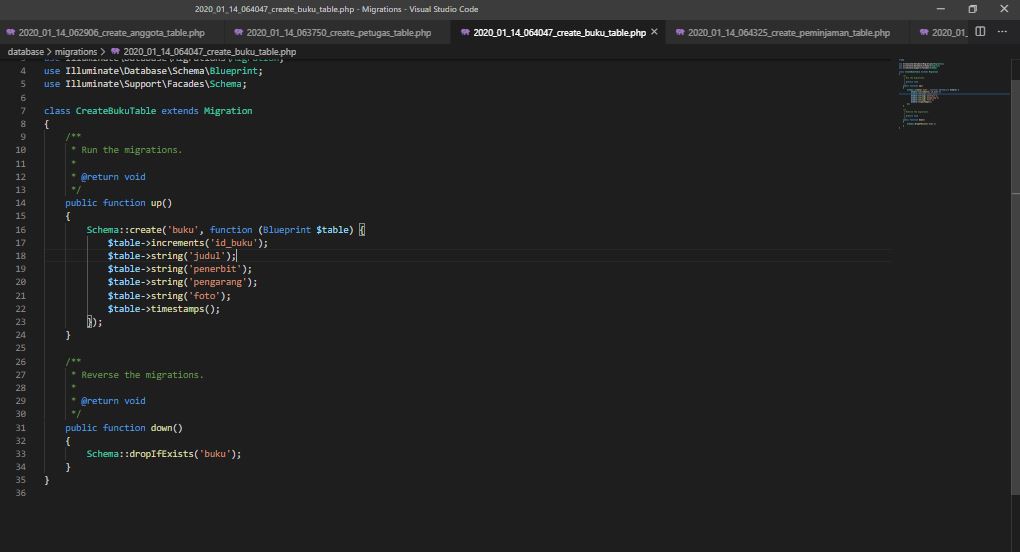 2020_01_14_064047_create_buku_table.php - Migrations - Visual Studio Code
2020_01_14_062906_create_anggota_table.php 2020_01_14_063750_create_petugas_table.php 2020_01_14_064047_create_buku_table.php × 2020_01_14_064325_create_peminjaman_table.php 2020_01_
database > migrations > 2020_01_14_064047_create_buku_table.php
3 use Illuminate\Database\Migrations\Migration;
4 use Illuminate\Database\Schema\Blueprint;
5 use Illuminate\Support\Facades\Schema;
6
7 class CreateBukuTable extends Migration
8 {
9 /**
10 * Run the migrations.
11 *
12 * @return void
13 */
14 public function up()
15 {
16 Schema::create('buku', function (Blueprint $table) {
17 $table->increments('id_buku');
18 $table->string('judul');
19 $table->string('penerbit');
20 $table->string('pengarang');
21 $table->string('foto');
22 $table->timestamps();
23 });
24 }
25
26 /**
27 * Reverse the migrations.
28 *
29 * @return void
30 */
31 public function down()
32 {
33 Schema::dropIfExists('buku');
34 }
35 }
36